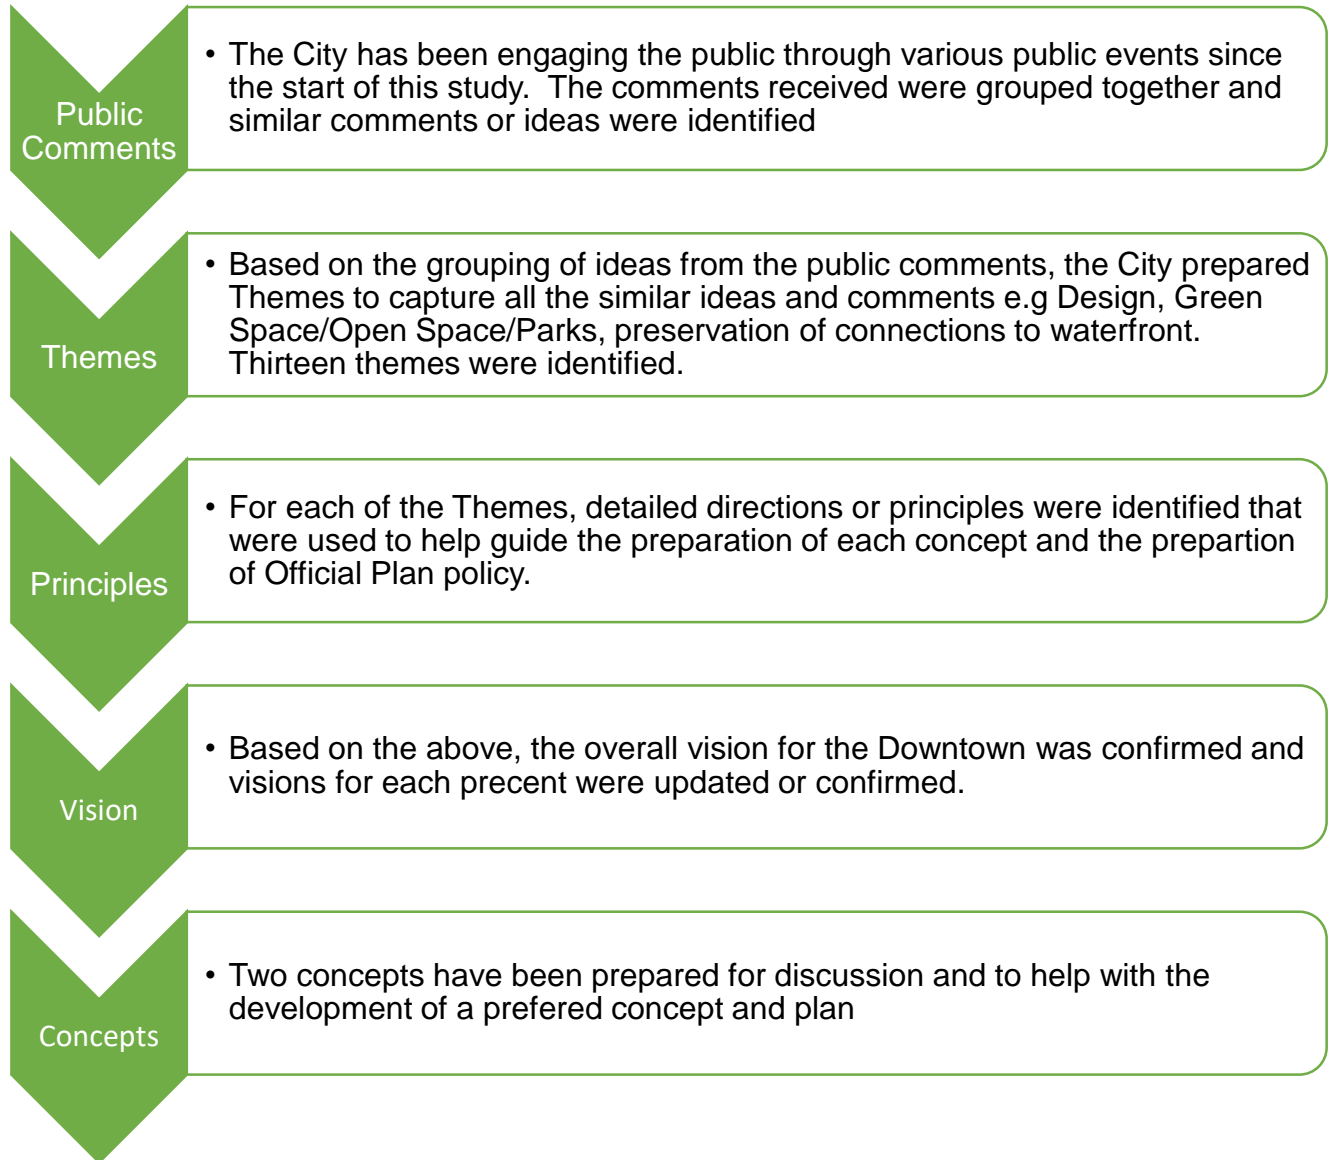 Public
Comments
• The City has been engaging the public through various public events since
the start of this study.  The comments received were grouped together and
similar comments or ideas were identified
Themes
• Based on the grouping of ideas from the public comments, the City prepared
Themes to capture all the similar ideas and comments e.g Design, Green
Space/Open Space/Parks, preservation of connections to waterfront.
Thirteen themes were identified.
Principles
• For each of the Themes, detailed directions or principles were identified that
were used to help guide the preparation of each concept and the prepartion
of Official Plan policy.
Vision
• Based on the above, the overall vision for the Downtown was confirmed and
visions for each precent were updated or confirmed.
Concepts
• Two concepts have been prepared for discussion and to help with the
development of a prefered concept and plan